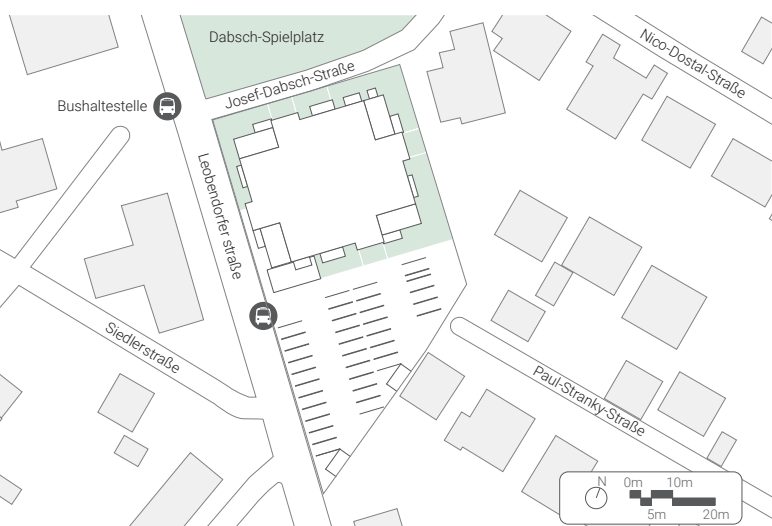 Dabsch-Spielplatz
Nico-Dostal-Straße
Josef-Dabsch-Straße
Bushaltestelle
Leobendorfer straße
Siedlerstraße
Paul-Stranky-Straße
N 0m 10m
5m 20m